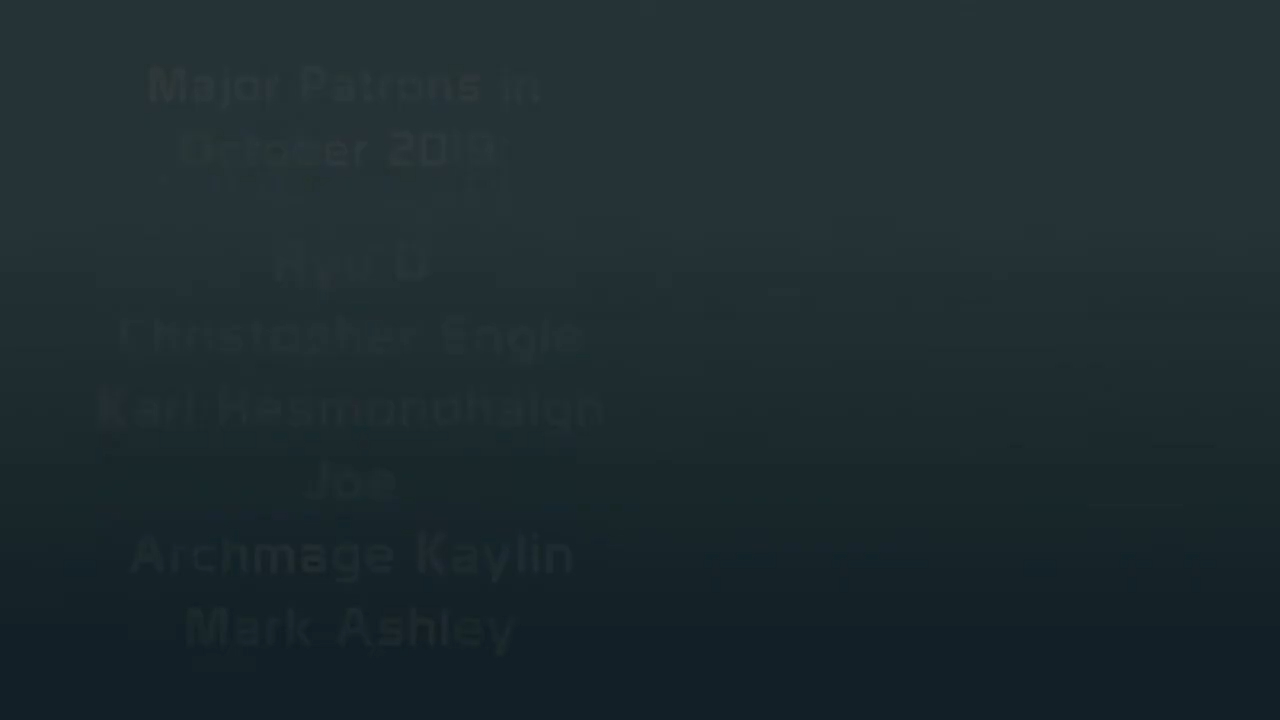 Major Patrons in
October 2019
Ryu D
Christopher Engle
Karl Hesmondhalgh
Joe
Archmage Kaylin
Mark Ashley